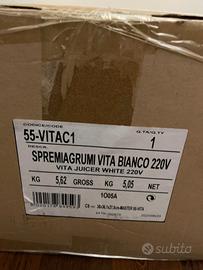 CODICE/CODE
Q.TA/Q.TY
55-VITAC1
1
DESCR.
SPREMIAGRUMI VITA BIANCO 220V
VITA JUICER WHITE 220V
KG 5,62 GROSS KG 5,05 NET
1O05A
subito